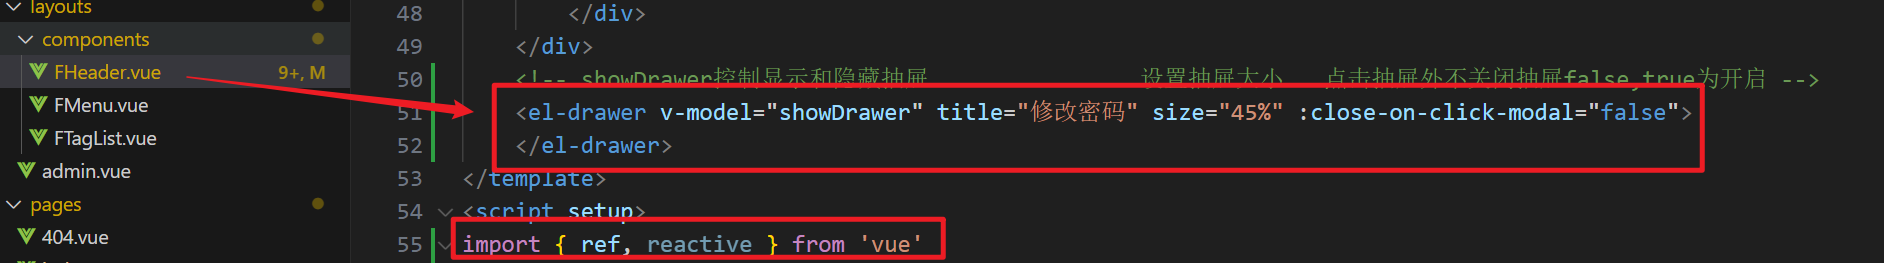 layouts
components
FHeader.vue 9+, M
FMenu.vue
FTagList.vue
admin.vue
pages
404.vue
48 </div>
49 </div>
50 <!-- showDrawer控制显示和隐藏抽屉 设置抽屉大小 点击抽屉外不关闭抽屉false,true为开启 -->
51 <el-drawer v-model="showDrawer" title="修改密码" size="45%" :close-on-click-modal="false">
52 </el-drawer>
53 </template>
54 <script setup>
55 import { ref, reactive } from 'vue'